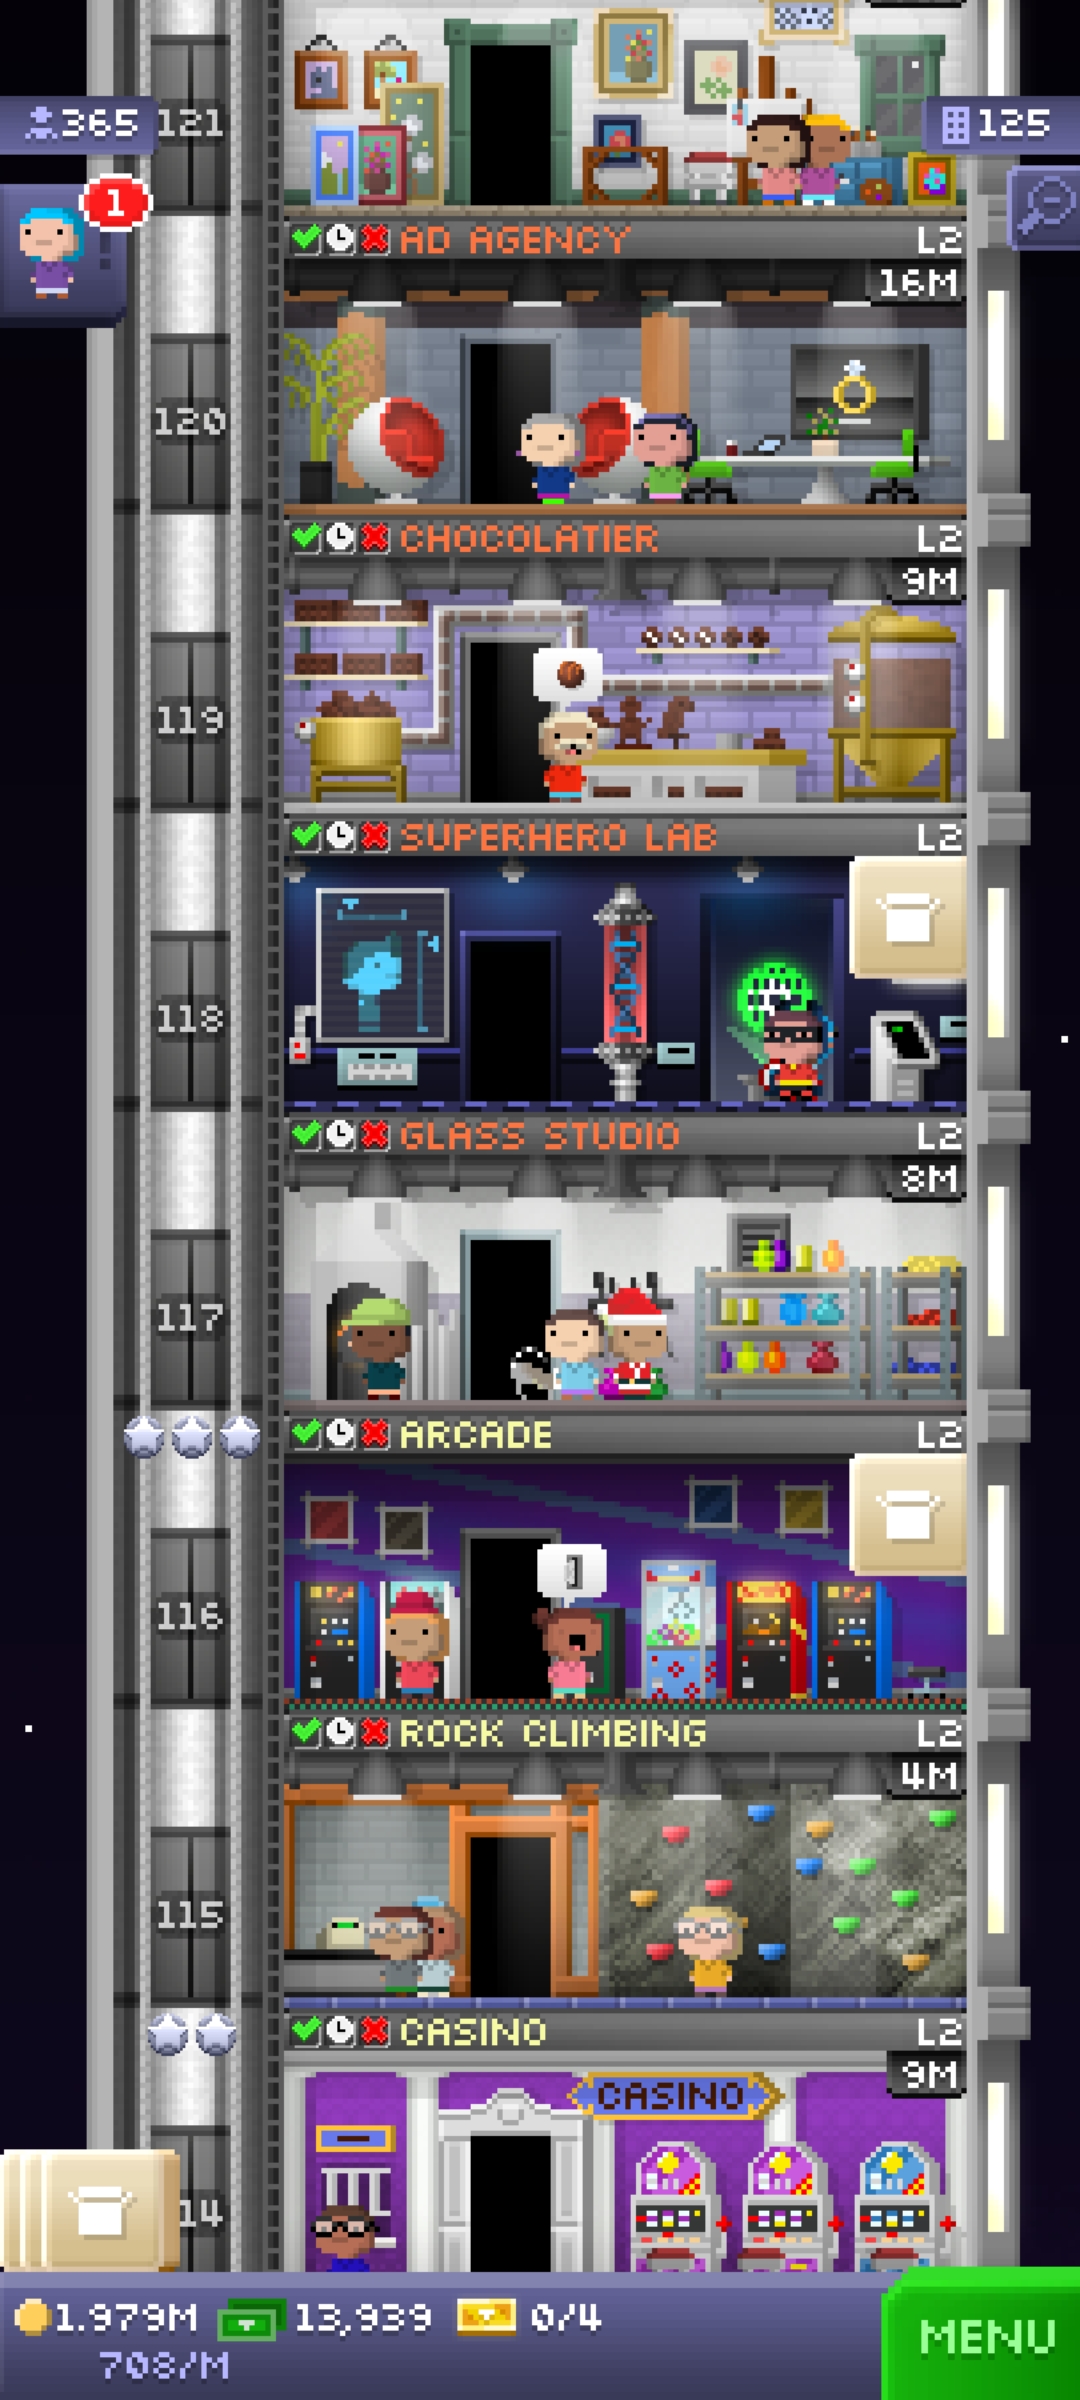 365
121
125
1
AD AGENCY L2
16M
120
CHOCOLATIER L2
9M
119
SUPERHERO LAB L2
118
GLASS STUDIO L2
8M
117
ARCADE L2
116
ROCK CLIMBING L2
4M
115
CASINO L2
9M
CASINO
14
1.979M 13,939 0/4
708/M
MENU